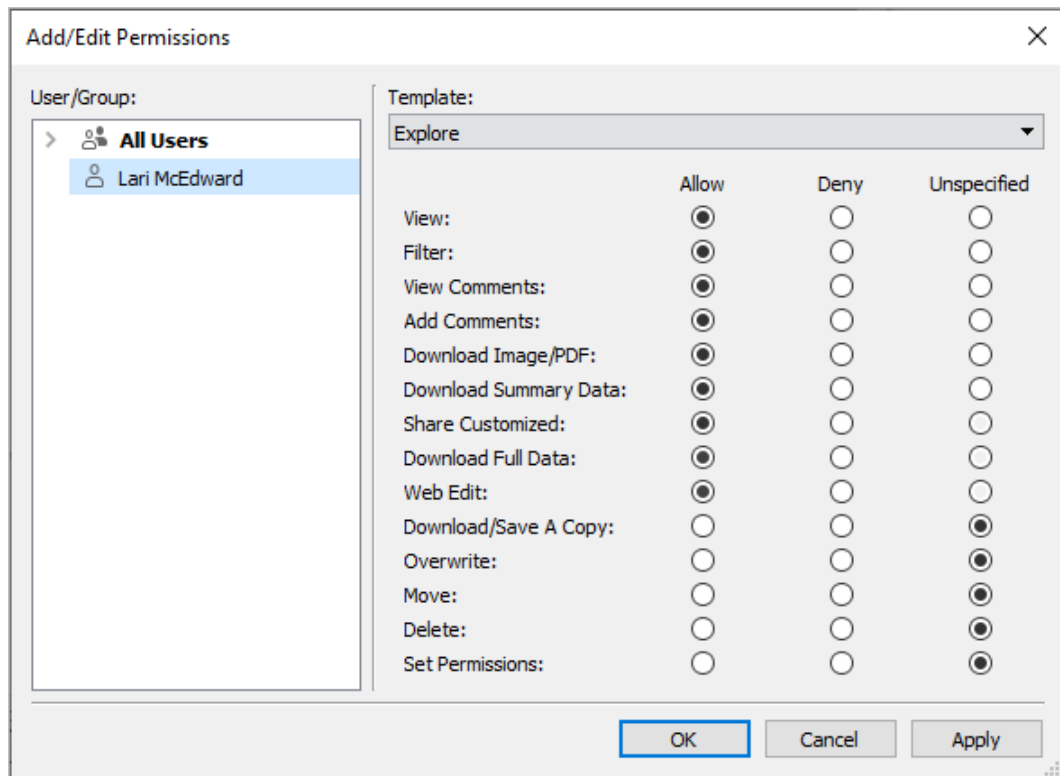 Add/Edit Permissions
User/Group:
All Users
Lari McEdward
Template:
Explore
Allow Deny Unspecified
View:
Filter:
View Comments:
Add Comments:
Download Image/PDF:
Download Summary Data:
Share Customized:
Download Full Data:
Web Edit:
Download/Save A Copy:
Overwrite:
Move:
Delete:
Set Permissions:
OK Cancel Apply